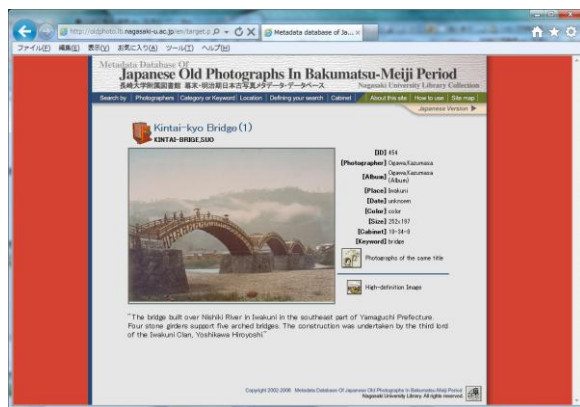 http://oldphoto.lb.nagasaki-u.ac.jp/en/target.p
Metadata database of Ja...
ファイル(F) 編集(E) 表示(V) お気に入り(A) ツール(T) ヘルプ(H)
Metadata Database Of
Japanese Old Photographs In Bakumatsu-Meiji Period
長崎大学附属図書館 幕末・明治期日本古写真メタデータ・データベース Nagasaki University Library Collection
Search by Photographers Category or Keyword Location Defining your search Cabinet About this site How to use Site map
Japanese Version
Kintai-kyo Bridge(1)
KINTAI-BRIGE,SUO
[ID] 454
[Photographer] Ogawa,Kazumasa
[Album] Ogawa,Kazumasa
(Album)
[Place] Iwakuni
[Date] unknown
[Color] color
[Size] 252×197
[Cabinet] 10-24-0
[Keyword] bridge
Photographs of the same title
High-definition Image
"The bridge built over Nishiki River in Iwakuni in the southeast part of Yamaguchi Prefecture.
Four stone girders support five arched bridges. The construction was undertaken by the third lord
of the Iwakuni Clan, Yoshikawa Hiroyoshi."
Copyright 2002-2006 Metadata Database Of Japanese Old Photographs In Bakumatsu-Meiji Period
Nagasaki University Library. All rights reserved.